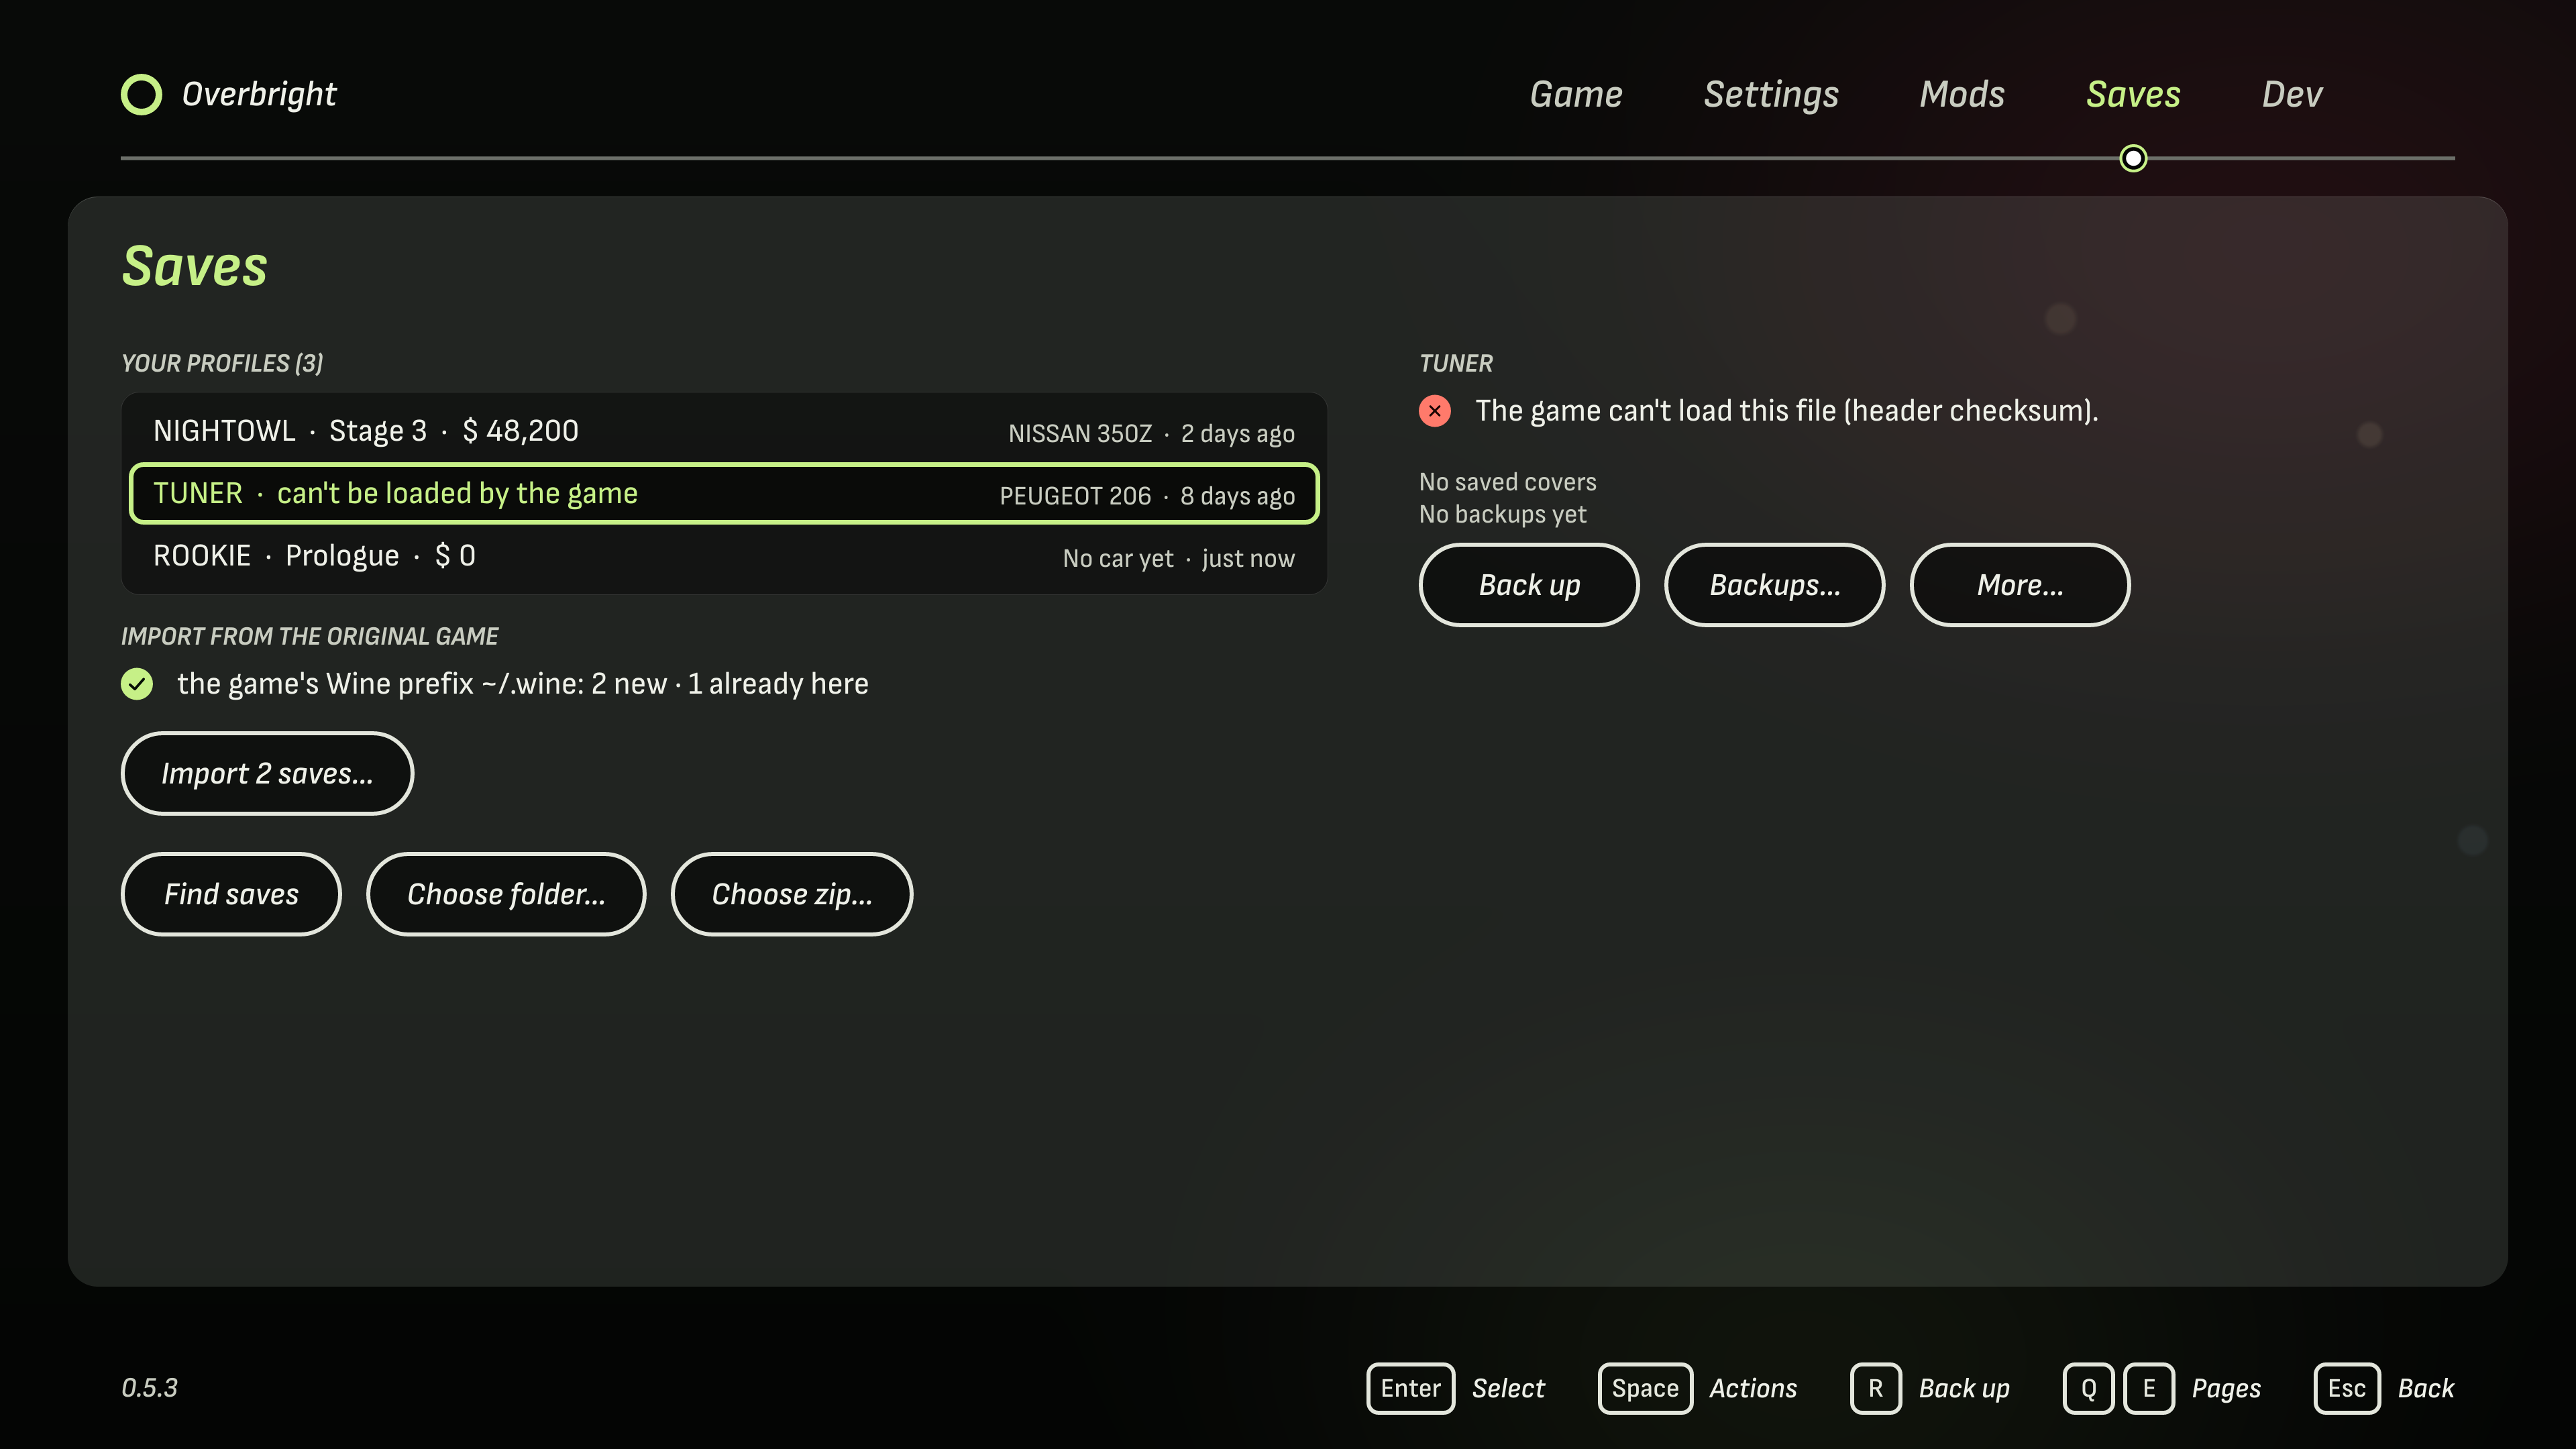 Overbright
Game Settings Mods Saves Dev
Saves
YOUR PROFILES (3)
NIGHTOWL · Stage 3 · $ 48,200 NISSAN 350Z · 2 days ago
TUNER · can't be loaded by the game PEUGEOT 206 · 8 days ago
ROOKIE · Prologue · $ 0 No car yet · just now
IMPORT FROM THE ORIGINAL GAME
the game's Wine prefix ~/.wine: 2 new · 1 already here
Import 2 saves...
Find saves Choose folder... Choose zip...
TUNER
The game can't load this file (header checksum).
No saved covers
No backups yet
Back up Backups... More...
0.5.3 Enter Select Space Actions R Back up Q E Pages Esc Back